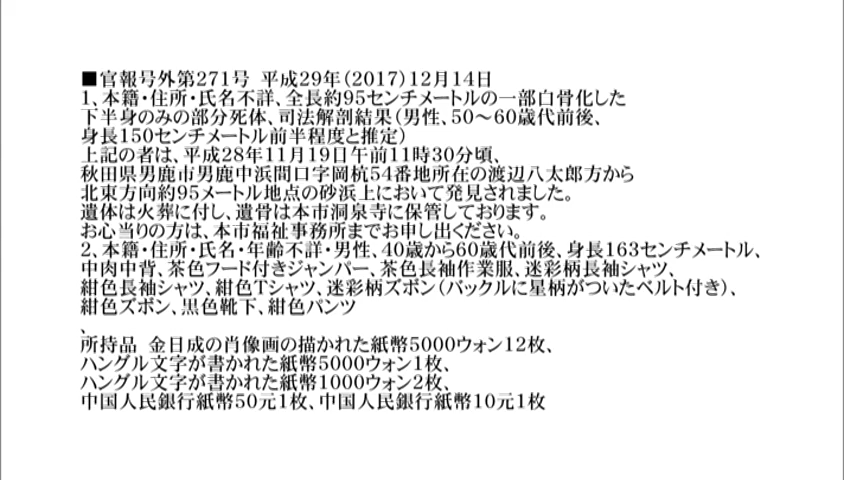 ■官報号外第271号 平成29年(2017)12月14日
1、本籍・住所・氏名不詳、全長約95センチメートルの一部白骨化した
下半身のみの部分死体、司法解剖結果(男性、50～60歳代前後、
身長150センチメートル前半程度と推定)
上記の者は、平成28年11月19日午前11時30分頃、
秋田県男鹿市男鹿中浜間口字岡杭54番地所在の渡辺八太郎方から
北東方向約95メートル地点の砂浜上において発見されました。
遺体は火葬に付し、遺骨は本市洞泉寺に保管しております。
お心当りの方は、本市福祉事務所までお申し出ください。
2、本籍・住所・氏名・年齢不詳・男性、40歳から60歳代前後、身長163センチメートル、
中肉中背、茶色フード付きジャンパー、茶色長袖作業服、迷彩柄長袖シャツ、
紺色長袖シャツ、紺色Tシャツ、迷彩柄ズボン(バックルに星柄がついたベルト付き)、
紺色ズボン、黒色靴下、紺色パンツ
、
所持品 金日成の肖像画の描かれた紙幣5000ウォン12枚、
ハングル文字が書かれた紙幣5000ウォン1枚、
ハングル文字が書かれた紙幣1000ウォン2枚、
中国人民銀行紙幣50元1枚、中国人民銀行紙幣10元1枚